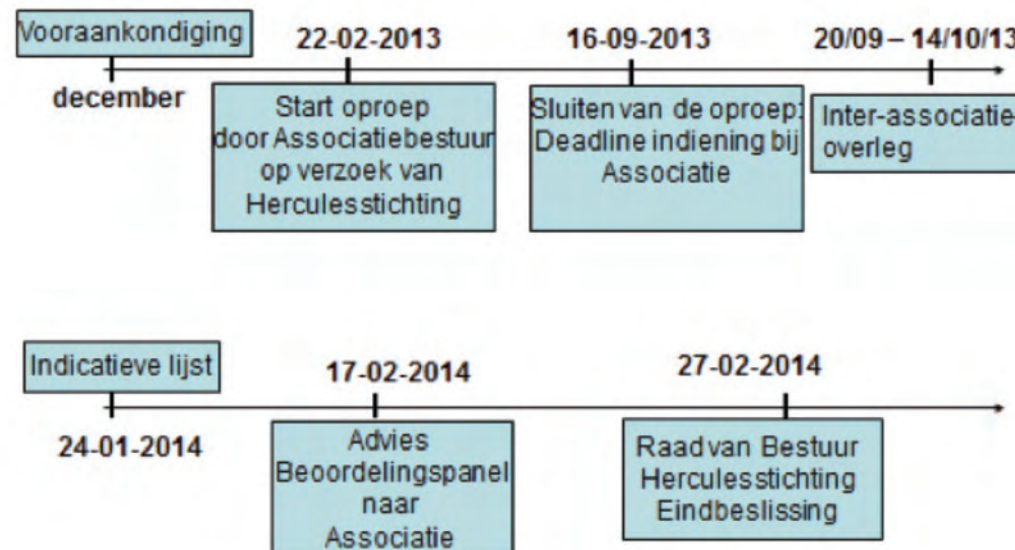 Vooraankondiging
22-02-2013
16-09-2013
20/09 – 14/10/13
december
Start oproep
door Associatiebestuur
op verzoek van
Herculesstichting
Sluiten van de oproep:
Deadline indiening bij
Associatie
Inter-associatie-
overleg
Indicatieve lijst
17-02-2014
27-02-2014
24-01-2014
Advies
Beoordelingspanel
naar
Associatie
Raad van Bestuur
Herculesstichting
Eindbeslissing